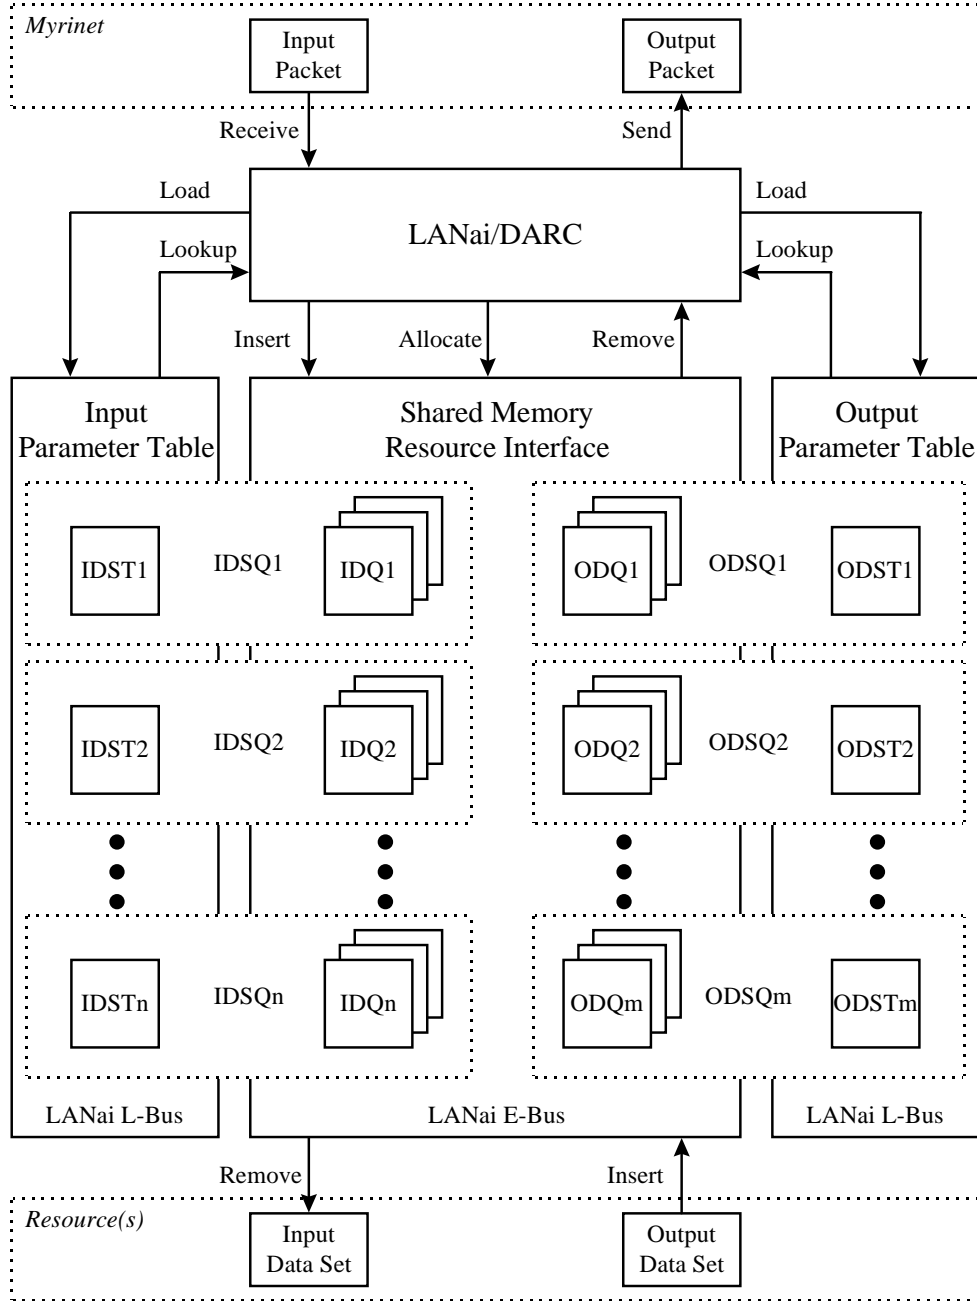 Myrinet
Input
Packet
Output
Packet
Receive
Send
Load
Load
LANai/DARC
Lookup
Lookup
Insert
Allocate
Remove
Input
Parameter Table
Shared Memory
Resource Interface
Output
Parameter Table
IDST1
IDSQ1
IDQ1
ODQ1
ODSQ1
ODST1
IDST2
IDSQ2
IDQ2
ODQ2
ODSQ2
ODST2
IDSTn
IDSQn
IDQn
ODQm
ODSQm
ODSTm
LANai L-Bus
LANai E-Bus
LANai L-Bus
Remove
Insert
Resource(s)
Input
Data Set
Output
Data Set